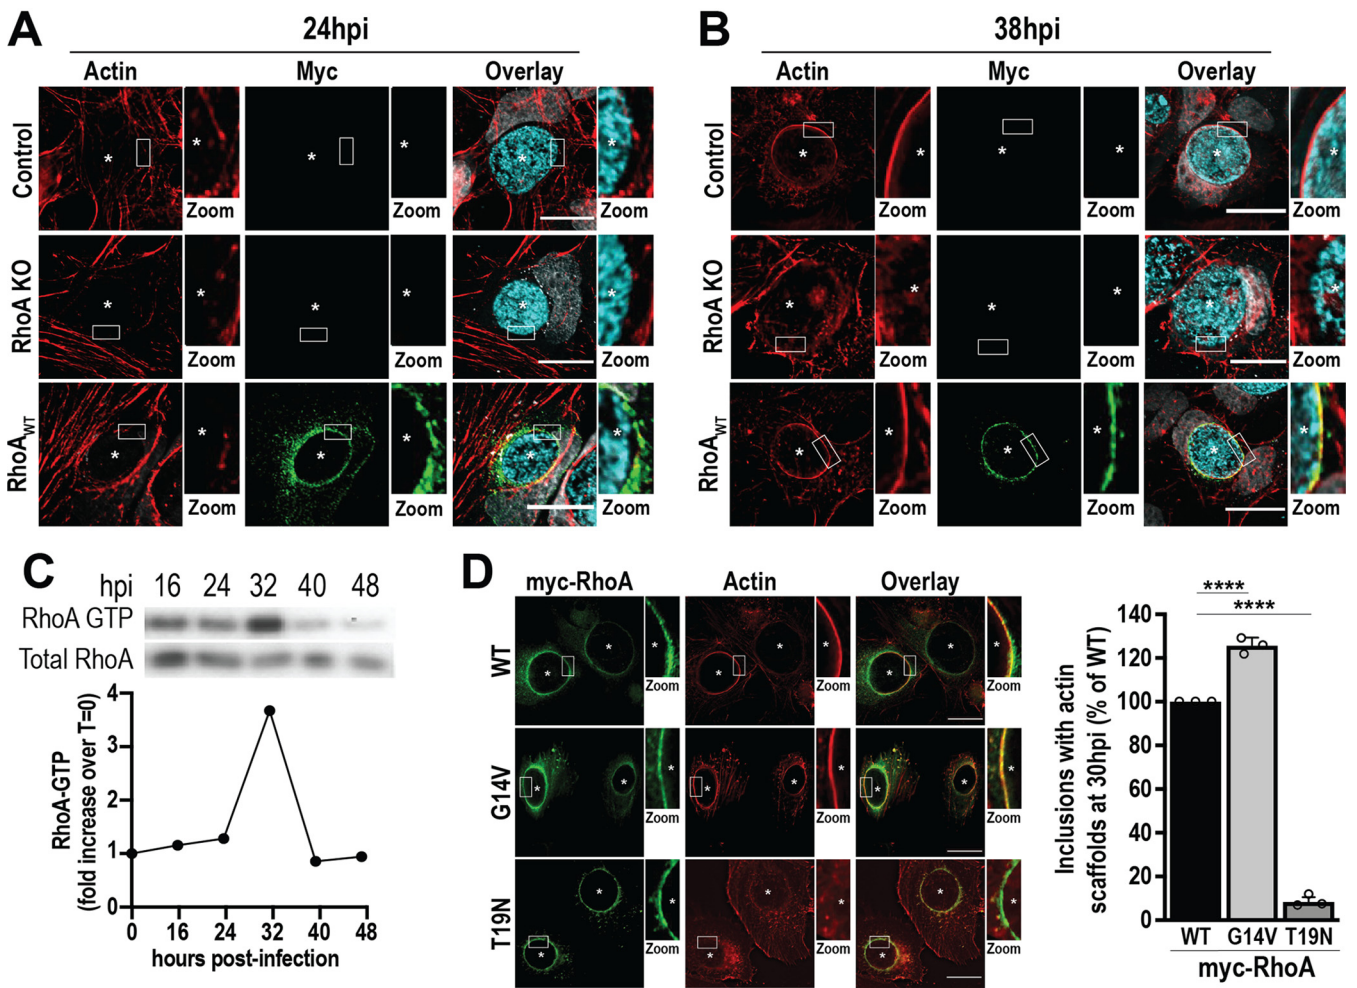 A
24hpi
Actin Myc Overlay
Control
* * * * * *
Zoom Zoom Zoom
RhoA KO
* * * * * *
Zoom Zoom Zoom
RhoAWT
* * * * * *
Zoom Zoom Zoom
B
38hpi
Actin Myc Overlay
Control
* * * * * *
Zoom Zoom Zoom
RhoA KO
* * * * * *
Zoom Zoom Zoom
RhoAWT
* * * * * *
Zoom Zoom Zoom
C
hpi 16 24 32 40 48
RhoA GTP
Total RhoA
RhoA-GTP
(fold increase over T=0)
4
3
2
1
0
0 16 24 32 40 48
hours post-infection
D
myc-RhoA Actin Overlay
WT
* * * * * * * * *
Zoom Zoom Zoom
G14V
* * * * * * * * *
Zoom Zoom Zoom
T19N
* * * * * * * * *
Zoom Zoom Zoom
Inclusions with actin
scaffolds at 30hpi (% of WT)
****
****
140
120
100
80
60
40
20
0
WT G14V T19N
myc-RhoA